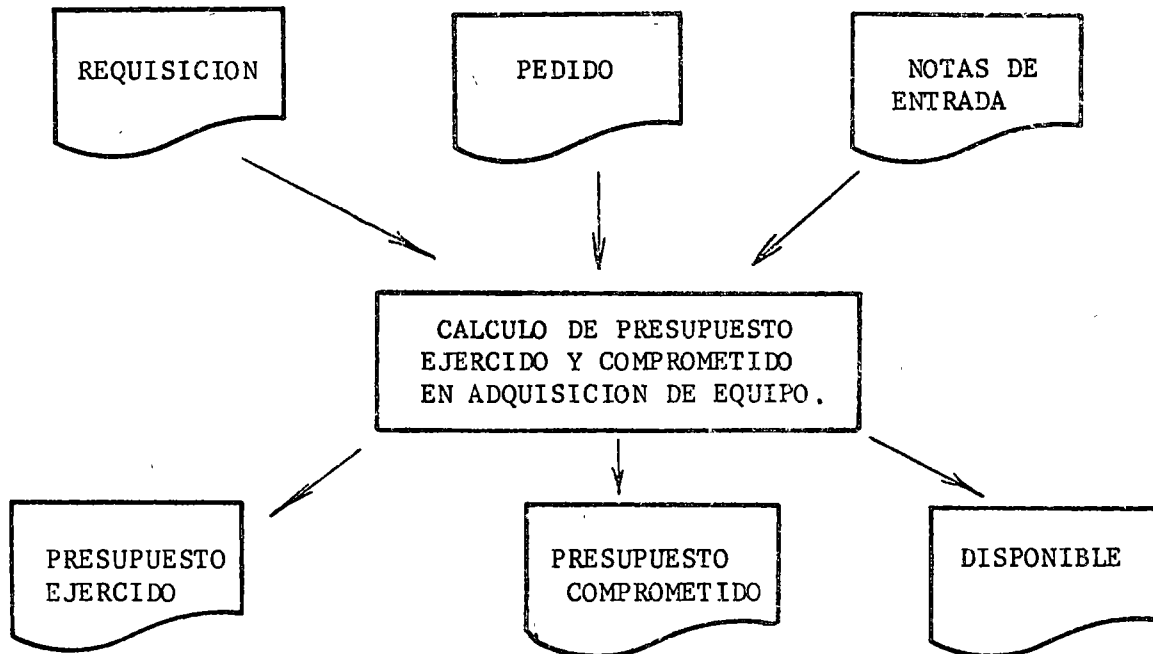 REQUISICION
PEDIDO
NOTAS DE
ENTRADA
CALCULO DE PRESUPUESTO
EJERCIDO Y COMPROMETIDO
EN ADQUISICION DE EQUIPO.
PRESUPUESTO
EJERCIDO
PRESUPUESTO
COMPROMETIDO
DISPONIBLE